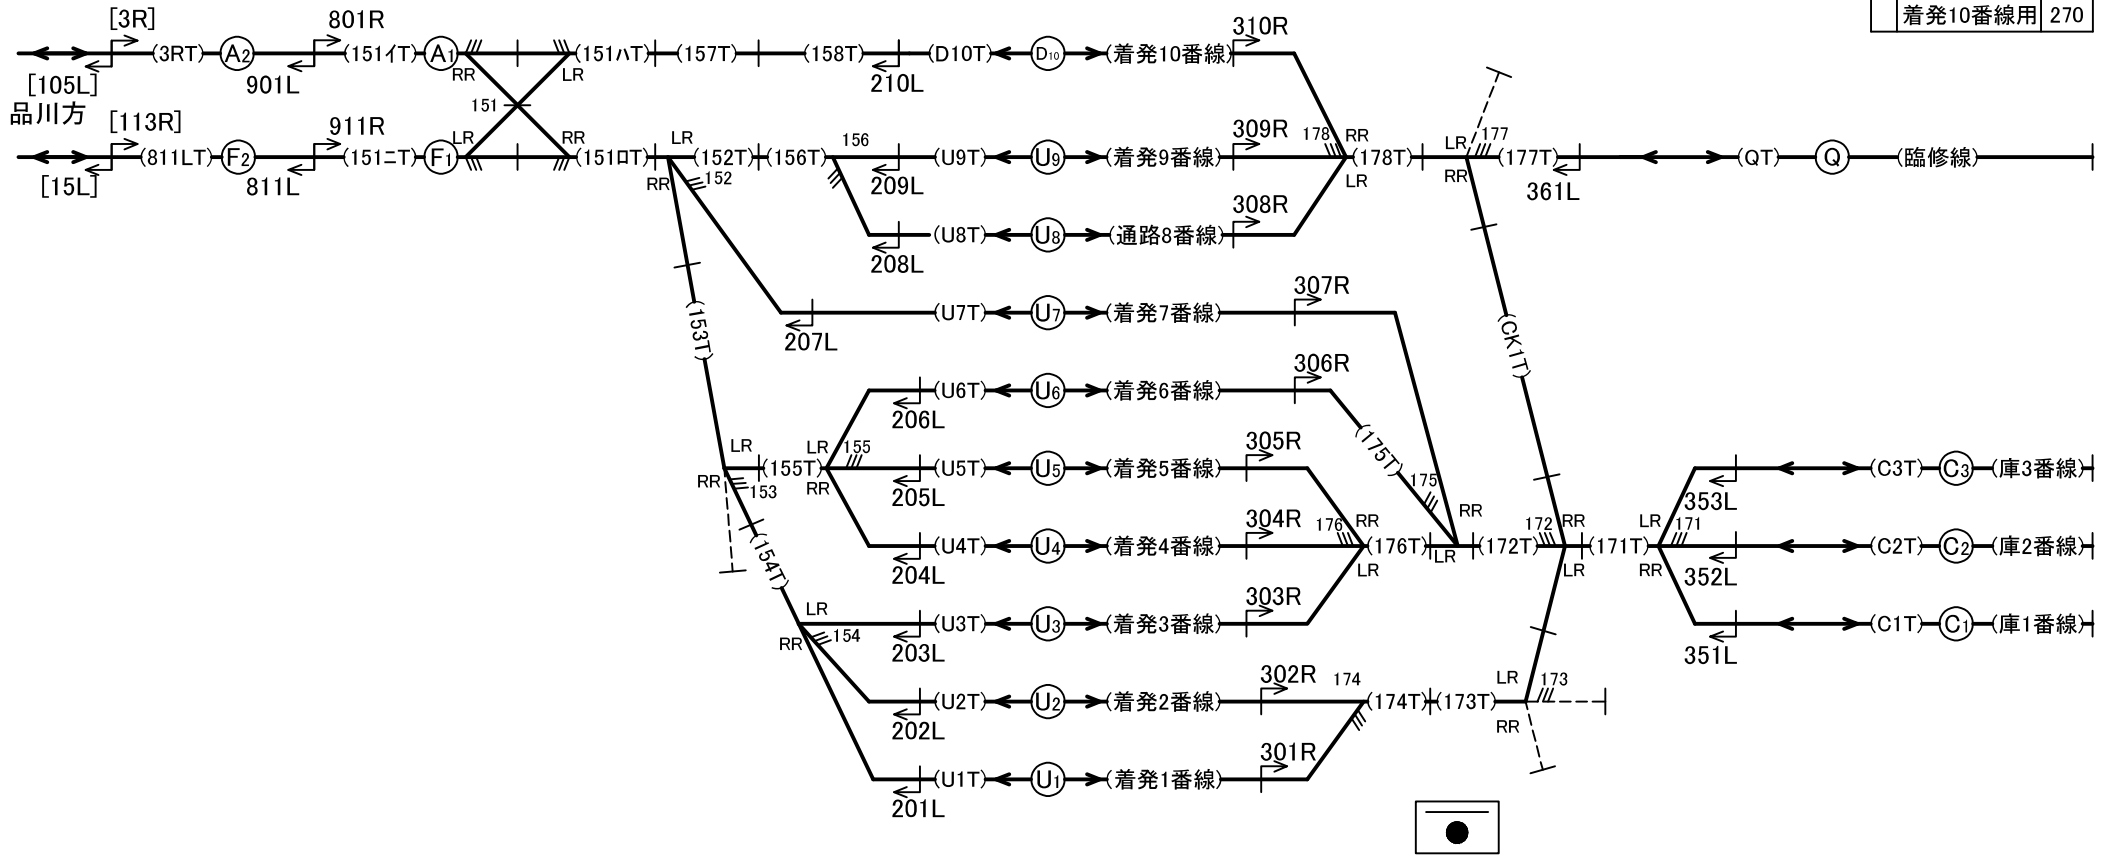 着発10番線用 270
[3R] 801R 310R
(3RT) A2 (151イT) A1 (151ハT) (157T) (158T) (D10T) D10 (着発10番線)
[105L] 901L RR LR 210L
品川方
151
[113R] 911R LR RR LR 156 309R 178 RR LR 177
(811LT) F2 (151ニT) F1 (151ロT) (152T) (156T) (U9T) U9 (着発9番線) (178T) (177T) (QT) Q (臨修線)
[15L] 811L RR 152 209L LR RR 361L
308R
(U8T) U8 (通路8番線)
208L
307R
(U7T) U7 (着発7番線)
(153T) 207L (CK1T)
306R
(U6T) U6 (着発6番線)
206L (175T)
LR LR 155 305R
(155T) (U5T) U5 (着発5番線) (C3T) C3 (庫3番線)
RR 153 RR 205L 175 353L
304R 176 RR RR 172 RR LR 171
(154T) (U4T) U4 (着発4番線) (176T) (172T) (171T) (C2T) C2 (庫2番線)
204L LR LR LR RR 352L
LR 303R
(U3T) U3 (着発3番線) (C1T) C1 (庫1番線)
RR 154 203L 351L
302R 174 LR 173
(U2T) U2 (着発2番線) (174T) (173T)
202L RR
301R
(U1T) U1 (着発1番線)
201L